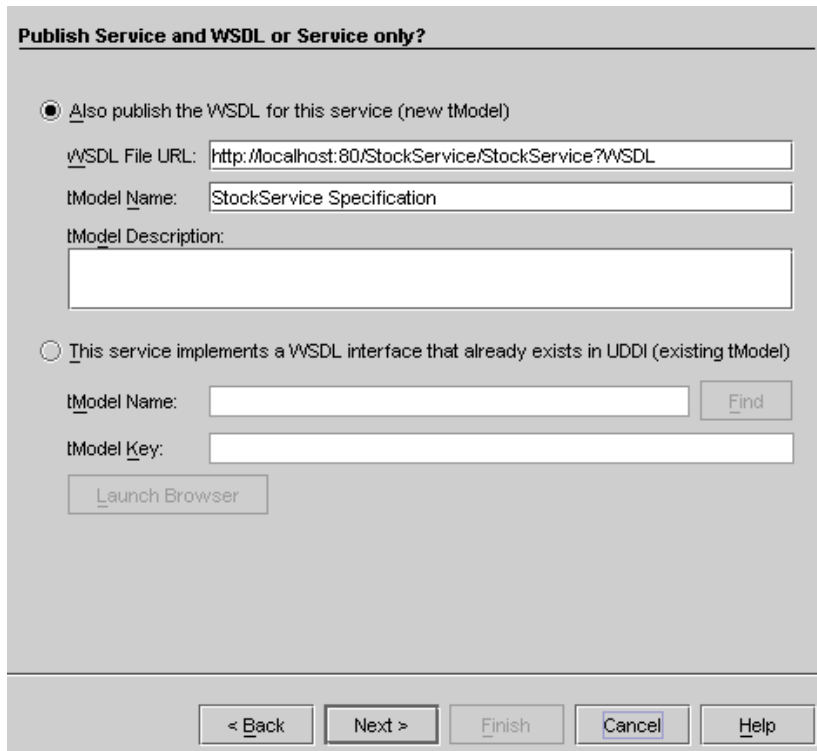 Publish Service and WSDL or Service only?
Also publish the WSDL for this service (new tModel)
WSDL File URL: http://localhost:80/StockService/StockService?WSDL
tModel Name: StockService Specification
tModel Description:
This service implements a WSDL interface that already exists in UDDI (existing tModel)
tModel Name: Find
tModel Key:
Launch Browser
< Back Next > Finish Cancel Help